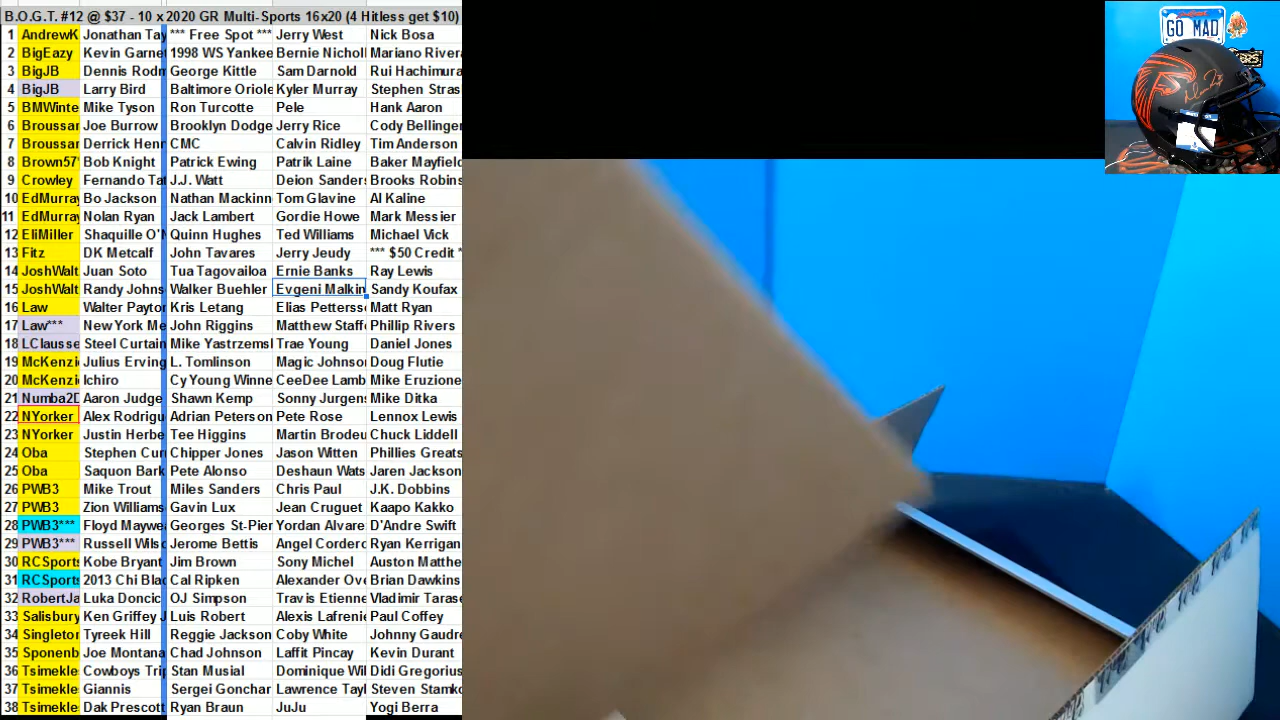 B.O.G.T. #12 @ $37 - 10 x 2020 GR Multi-Sports 16x20 (4 Hitless get $10)
1 AndrewK Jonathan Tay *** Free Spot *** Jerry West Nick Bosa
2 BigEazy Kevin Garne 1998 WS Yankee Bernie Nicholl Mariano Rivera
3 BigJB Dennis Rodm George Kittle Sam Darnold Rui Hachimura
4 BigJB Larry Bird Baltimore Oriole Kyler Murray Stephen Stras
5 BMWinte Mike Tyson Ron Turcotte Pele Hank Aaron
6 Broussar Joe Burrow Brooklyn Dodge Jerry Rice Cody Bellinger
7 Broussar Derrick Hen CMC Calvin Ridley Tim Anderson
8 Brown57 Bob Knight Patrick Ewing Patrik Laine Baker Mayfield
9 Crowley Fernando Tat J.J. Watt Deion Sanders Brooks Robins
10 EdMurray Bo Jackson Nathan Mackinn Tom Glavine Al Kaline
11 EdMurray Nolan Ryan Jack Lambert Gordie Howe Mark Messier
12 EliMiller Shaquille O'N Quinn Hughes Ted Williams Michael Vick
13 Fitz DK Metcalf John Tavares Jerry Jeudy *** $50 Credit *
14 JoshWalt Juan Soto Tua Tagovailoa Ernie Banks Ray Lewis
15 JoshWalt Randy Johns Walker Buehler Evgeni Malkin Sandy Koufax
16 Law Walter Payto Kris Letang Elias Petterss Matt Ryan
17 Law*** New York Me John Riggins Matthew Staff Phillip Rivers
18 LClausse Steel Curtain Mike Yastrzemsl Trae Young Daniel Jones
19 McKenzi Julius Erving L. Tomlinson Magic Johnso Doug Flutie
20 McKenzi Ichiro Cy Young Winne CeeDee Lamb Mike Eruzione
21 Numba2D Aaron Judge Shawn Kemp Sonny Jurgens Mike Ditka
22 NYorker Alex Rodrigu Adrian Peterson Pete Rose Lennox Lewis
23 NYorker Justin Herbe Tee Higgins Martin Brodeu Chuck Liddell
24 Oba Stephen Cur Chipper Jones Jason Witten Phillies Greats
25 Oba Saquon Bark Pete Alonso Deshaun Wats Jaren Jackson
26 PWB3 Mike Trout Miles Sanders Chris Paul J.K. Dobbins
27 PWB3 Zion Williams Gavin Lux Jean Cruguet Kaapo Kakko
28 PWB3*** Floyd Maywea Georges St-Pier Yordan Alvare D'Andre Swift
29 PWB3*** Russell Wils Jerome Bettis Angel Cordero Ryan Kerrigan
30 RCSports Kobe Bryant Jim Brown Sony Michel Auston Matthe
31 RCSports 2013 Chi Bla Cal Ripken Alexander Ove Brian Dawkins
32 RobertJa Luka Doncic OJ Simpson Travis Etienne Vladimir Tarase
33 Salisbury Ken Griffey J Luis Robert Alexis Lafrenie Paul Coffey
34 Singleton Tyreek Hill Reggie Jackson Coby White Johnny Gaudre
35 Sponenb Joe Montana Chad Johnson Laffit Pincay Kevin Durant
36 Tsimekle Cowboys Trip Stan Musial Dominique Wil Didi Gregorius
37 Tsimekle Giannis Sergei Gonchar Lawrence Tayl Steven Stamko
38 Tsimekle Dak Prescott Ryan Braun JuJu Yogi Berra
GO MAD